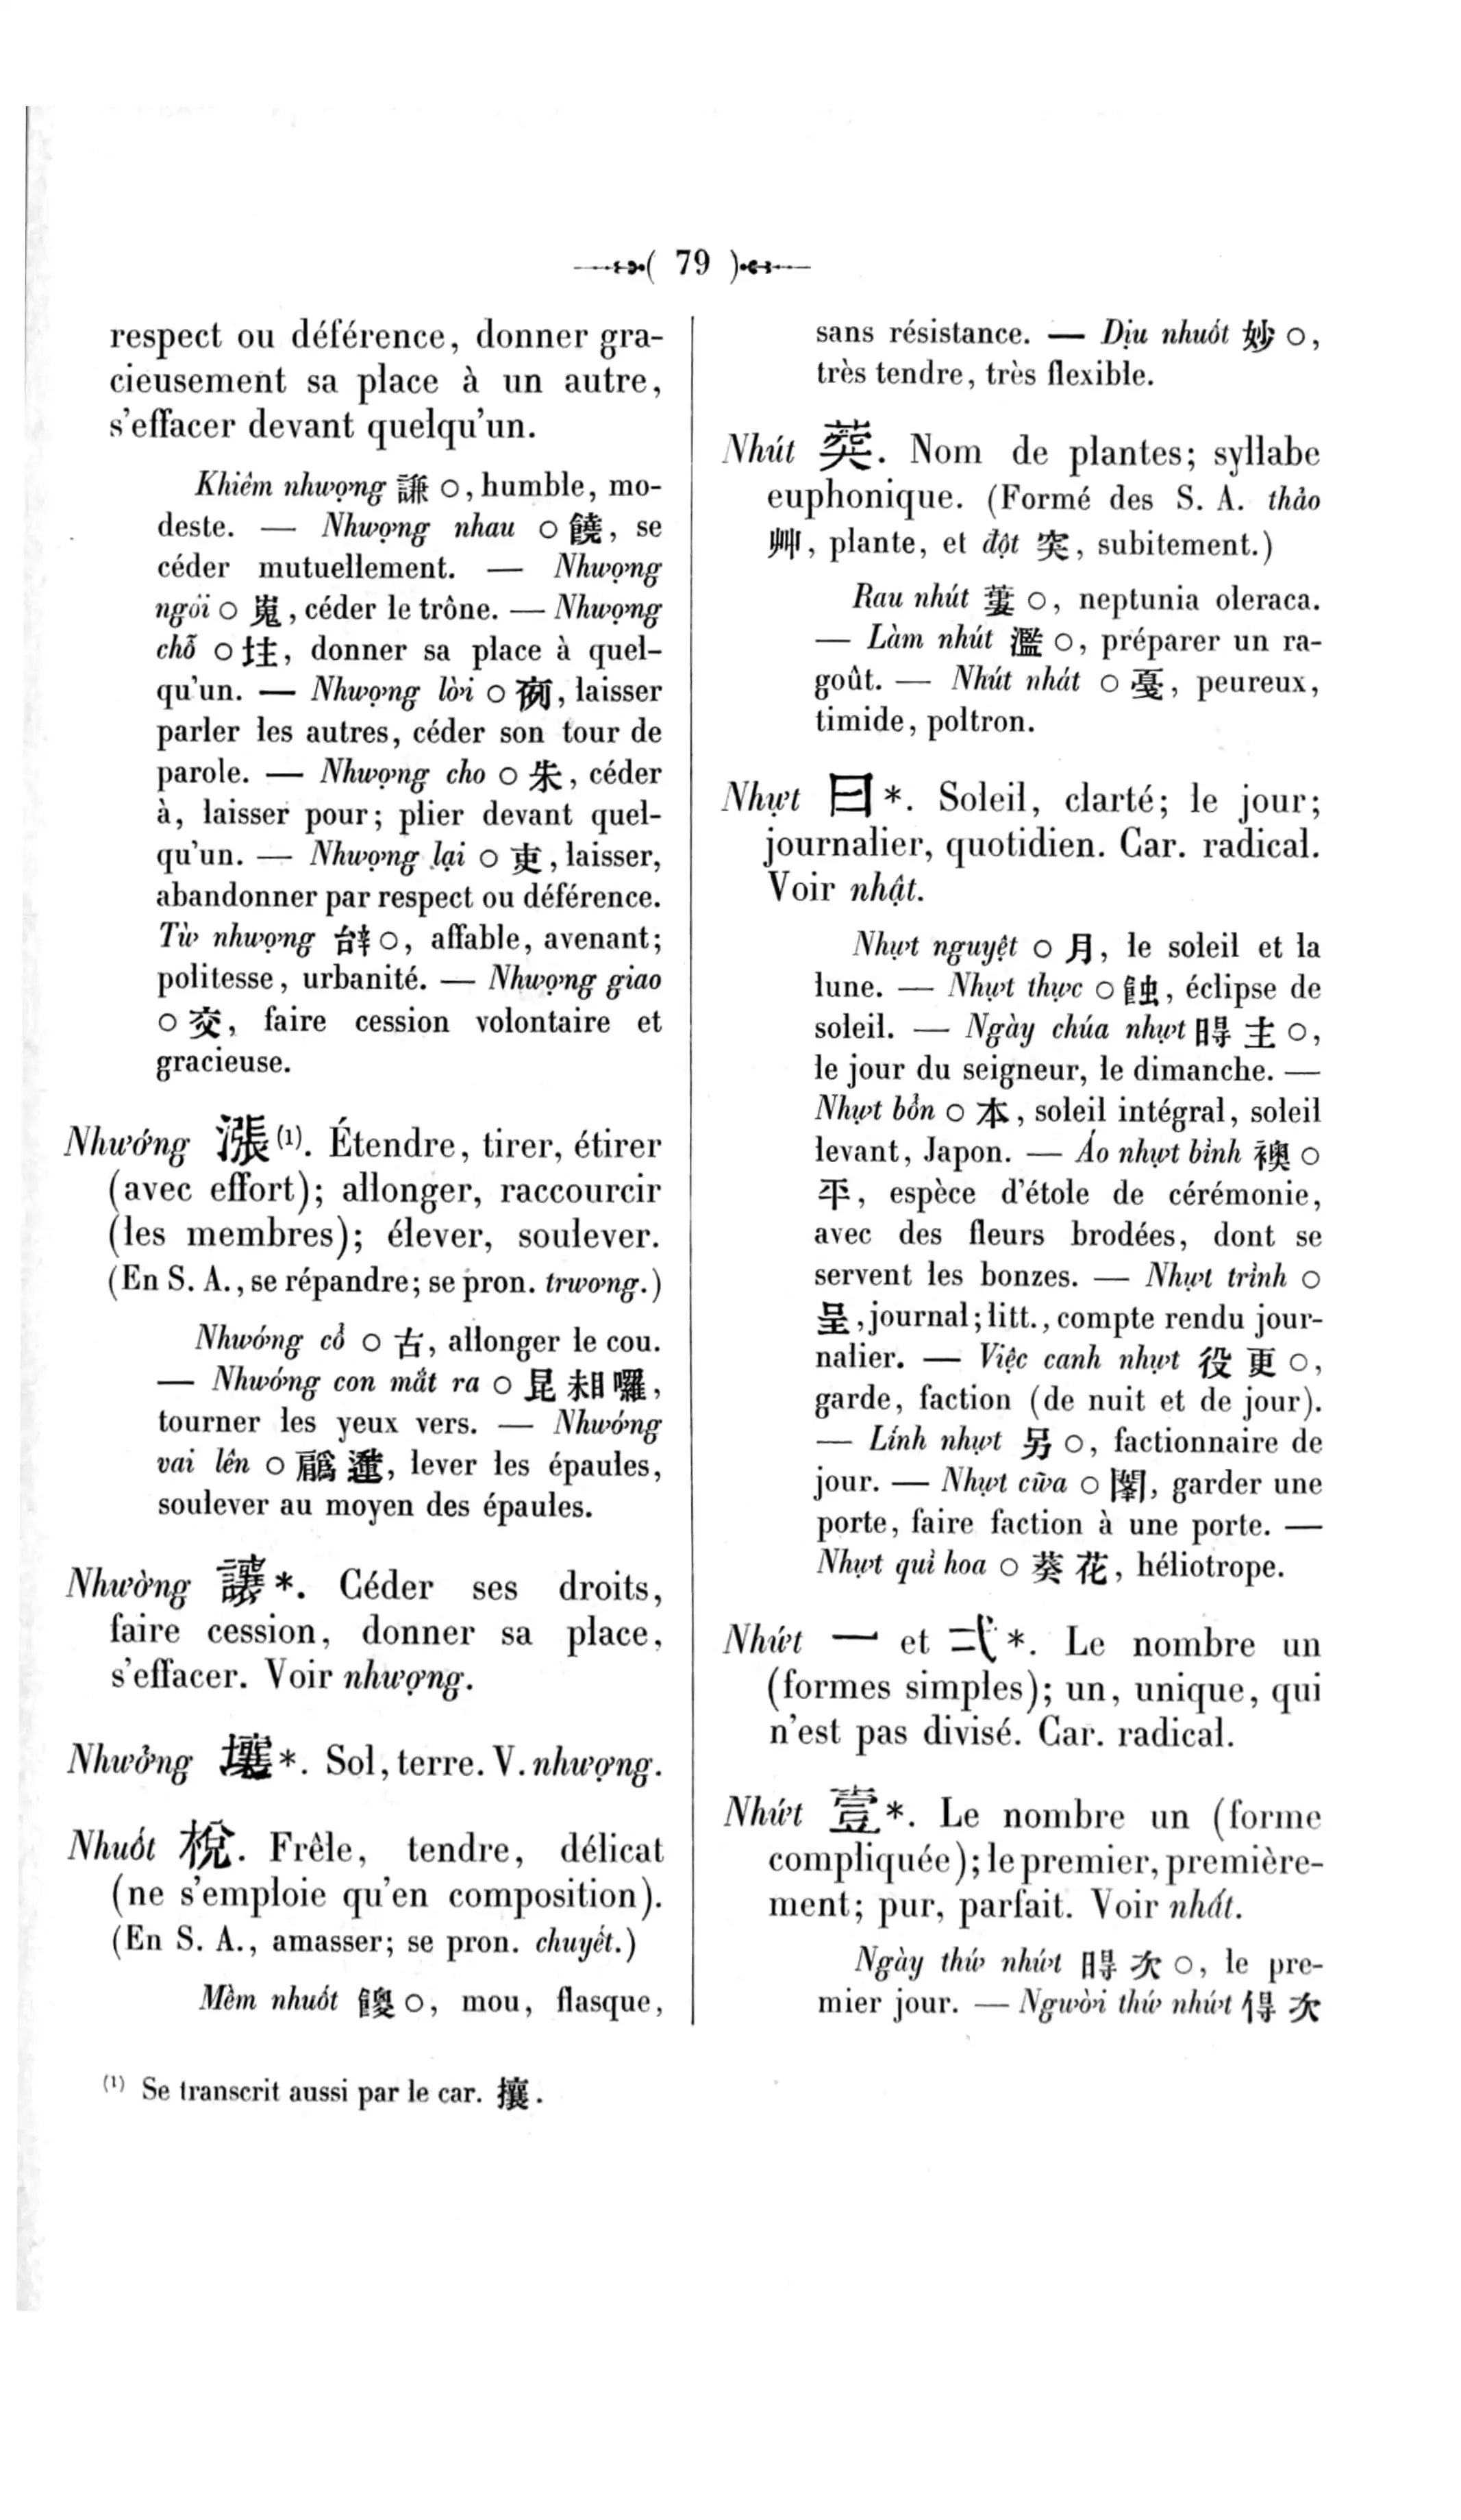 ( 79 )
respect ou déférence, donner gra-
cieusement sa place à un autre,
s'effacer devant quelqu'un.
Khiêm nhượng 謙 ○, humble, mo-
deste. — Nhượng nhau ○ 饒, se
céder mutuellement. — Nhượng
ngôi ○ 嵬, céder le trône. — Nhượng
chỗ ○ 拄, donner sa place à quel-
qu'un. — Nhượng lời ○, laisser
parler les autres, céder son tour de
parole. — Nhượng cho ○ 朱, céder
à, laisser pour; plier devant quel-
qu'un. — Nhượng lại ○ 吏, laisser,
abandonner par respect ou déférence.
Từ nhượng 辝 ○, affable, avenant;
politesse, urbanité. — Nhượng giao
○ 交, faire cession volontaire et
gracieuse.
Nhướng 漲 (1). Étendre, tirer, étirer
(avec effort); allonger, raccourcir
(les membres); élever, soulever.
(En S. A., se répandre; se pron. trương.)
Nhướng cổ ○ 古, allonger le cou.
— Nhướng con mắt ra ○ 昆 眜 囉,
tourner les yeux vers. — Nhướng
vai lên ○, lever les épaules,
soulever au moyen des épaules.
Nhường 讓 *. Céder ses droits,
faire cession, donner sa place,
s'effacer. Voir nhượng.
Nhưởng 壤 *. Sol, terre. V. nhượng.
Nhuốt 梲. Frêle, tendre, délicat
(ne s'emploie qu'en composition).
(En S. A., amasser; se pron. chuyết.)
Mềm nhuốt ○, mou, flasque,
(1) Se transcrit aussi par le car. 攘.
sans résistance. — Dịu nhuốt 妙 ○,
très tendre, très flexible.
Nhút 葖. Nom de plantes; syllabe
euphonique. (Formé des S. A. thảo
艸, plante, et đột 突, subitement.)
Rau nhút 蔞 ○, neptunia oleraca.
— Làm nhút 濫 ○, préparer un ra-
goût. — Nhút nhát ○ 戛, peureux,
timide, poltron.
Nhựt 日 *. Soleil, clarté; le jour;
journalier, quotidien. Car. radical.
Voir nhật.
Nhựt nguyệt ○ 月, le soleil et la
lune. — Nhựt thực ○ 蝕, éclipse de
soleil. — Ngày chúa nhựt 㫮 主 ○,
le jour du seigneur, le dimanche. —
Nhựt bổn ○ 本, soleil intégral, soleil
levant, Japon. — Áo nhựt bình 襖 ○
平, espèce d'étole de cérémonie,
avec des fleurs brodées, dont se
servent les bonzes. — Nhựt trình ○
呈, journal; litt., compte rendu jour-
nalier. — Việc canh nhựt 役 更 ○,
garde, faction (de nuit et de jour).
— Lính nhựt 另 ○, factionnaire de
jour. — Nhựt cữa ○, garder une
porte, faire faction à une porte. —
Nhựt quì hoa ○ 葵 花, héliotrope.
Nhứt 一 et 弌 *. Le nombre un
(formes simples); un, unique, qui
n'est pas divisé. Car. radical.
Nhứt 壹 *. Le nombre un (forme
compliquée); le premier, première-
ment; pur, parfait. Voir nhất.
Ngày thứ nhứt 㫮 次 ○, le pre-
mier jour. — Người thứ nhứt 得 次